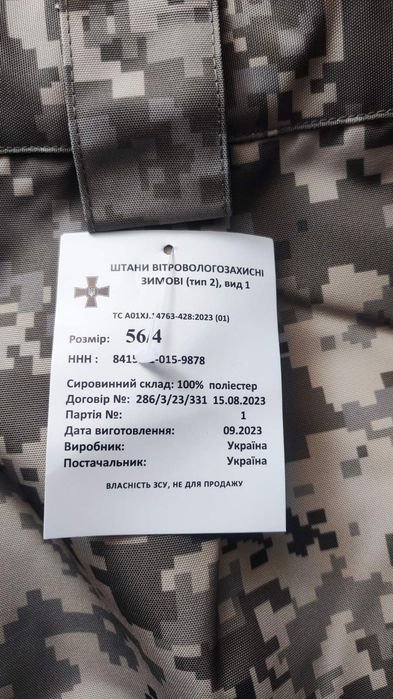 ШТАНИ ВІТРОВОЛОГОЗАХИСНІ
ЗИМОВІ (тип 2), вид 1
ТС 4763-428:2023 (01)
Розмір: 56/4
ННН : -015-9878
Сировинний склад: 100% поліестер
Договір №: 286/3/23/331 15.08.2023
Партія №: 1
Дата виготовлення: 09.2023
Виробник: Україна
Постачальник: Україна
ВЛАСНІСТЬ ЗСУ, НЕ ДЛЯ ПРОДАЖУ